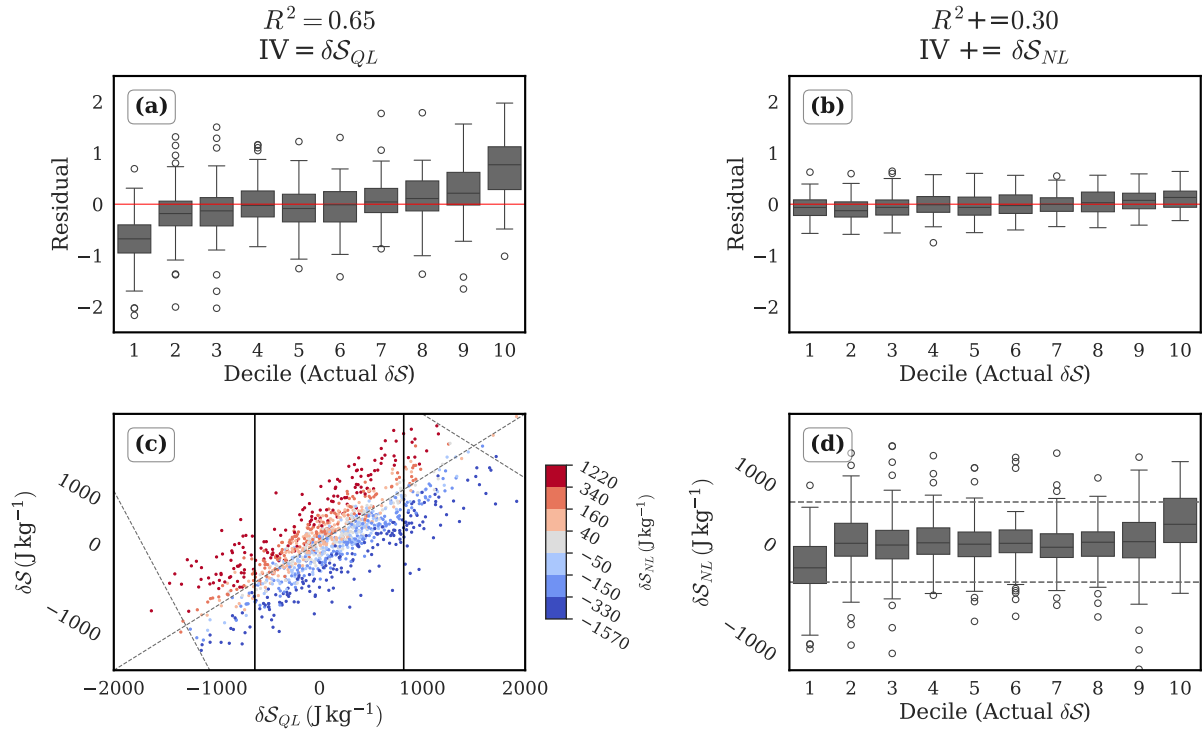 R² = 0.65
IV = δS_QL
R² += 0.30
IV += δS_NL
(a)
Residual
2
1
0
−1
−2
1 2 3 4 5 6 7 8 9 10
Decile (Actual δS)
(b)
Residual
2
1
0
−1
−2
1 2 3 4 5 6 7 8 9 10
Decile (Actual δS)
(c)
δS (J kg⁻¹)
1000
0
−1000
−2000 −1000 0 1000 2000
δS_QL (J kg⁻¹)
1220
340
160
40
−50
−150
−330
−1570
δS_NL (J kg⁻¹)
(d)
δS_NL (J kg⁻¹)
1000
0
−1000
1 2 3 4 5 6 7 8 9 10
Decile (Actual δS)